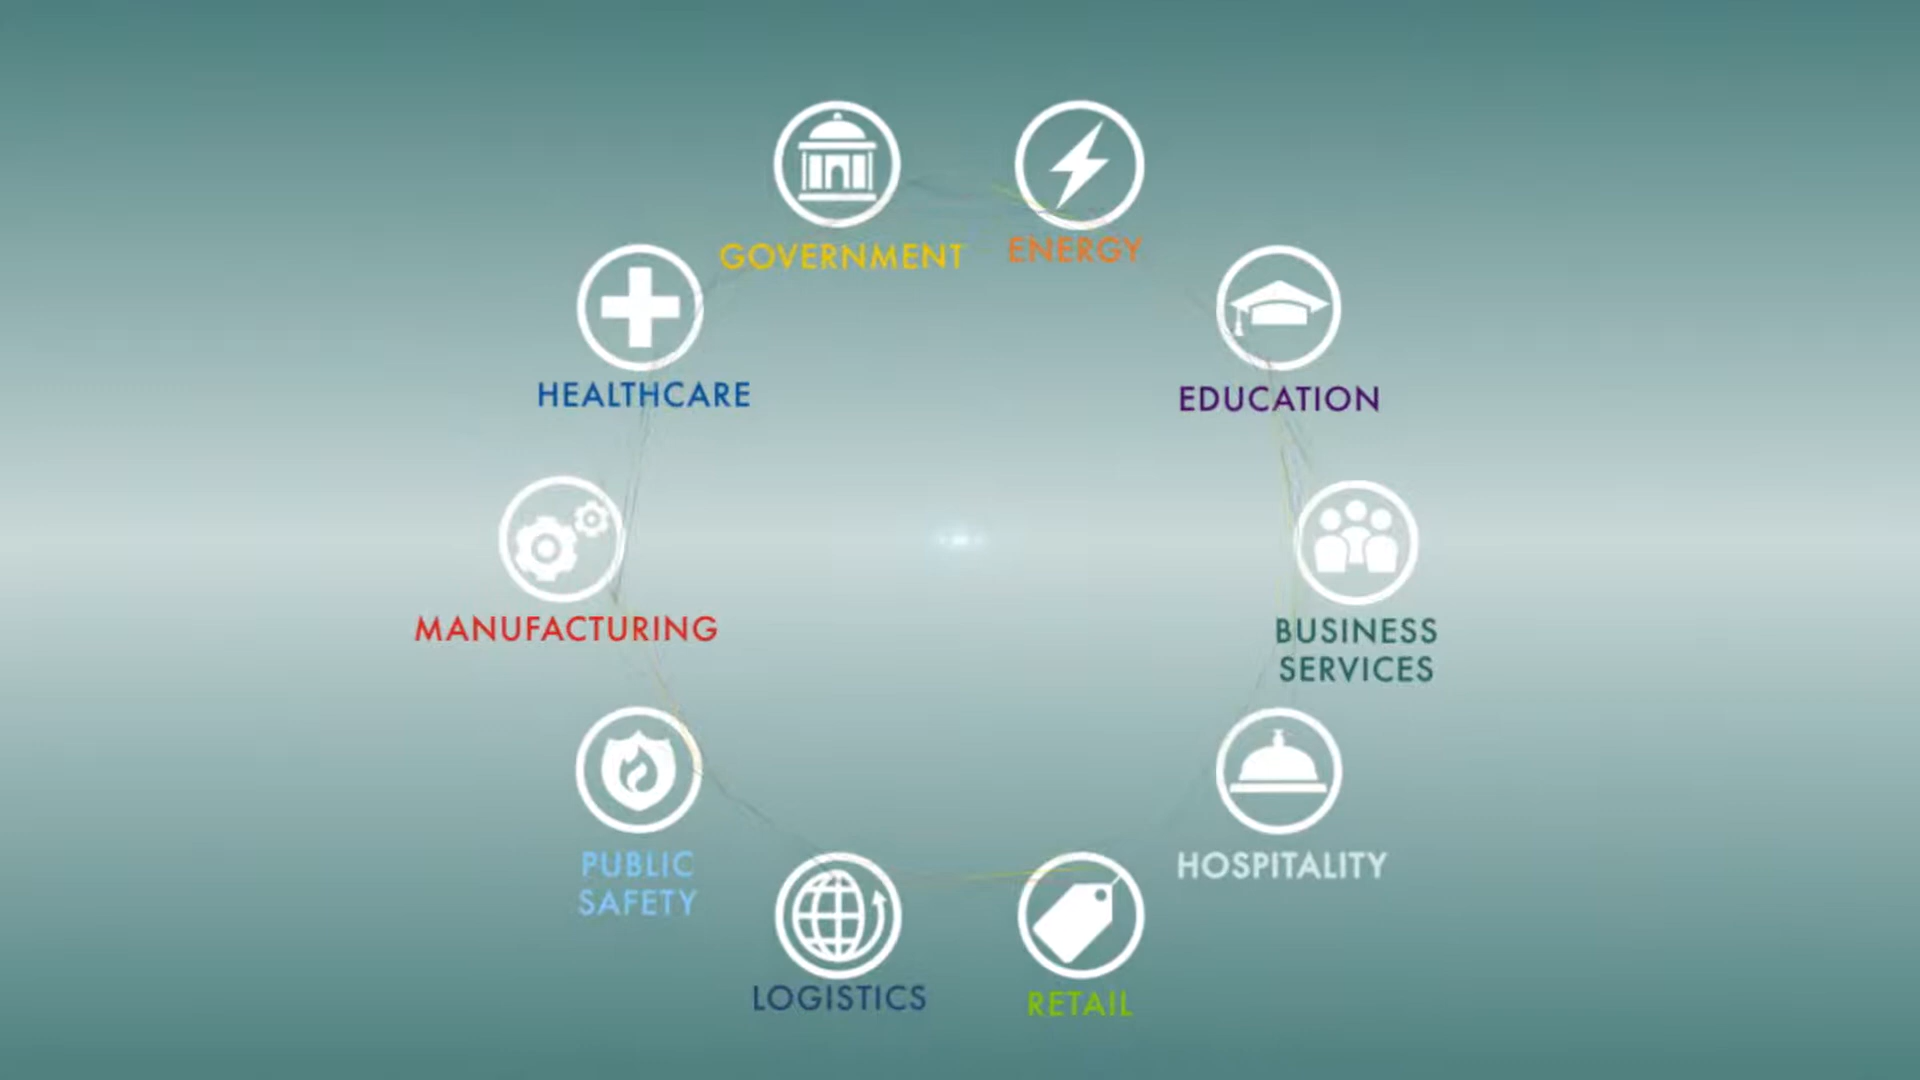 GOVERNMENT
ENERGY
HEALTHCARE
EDUCATION
MANUFACTURING
BUSINESS
SERVICES
PUBLIC
SAFETY
HOSPITALITY
LOGISTICS
RETAIL